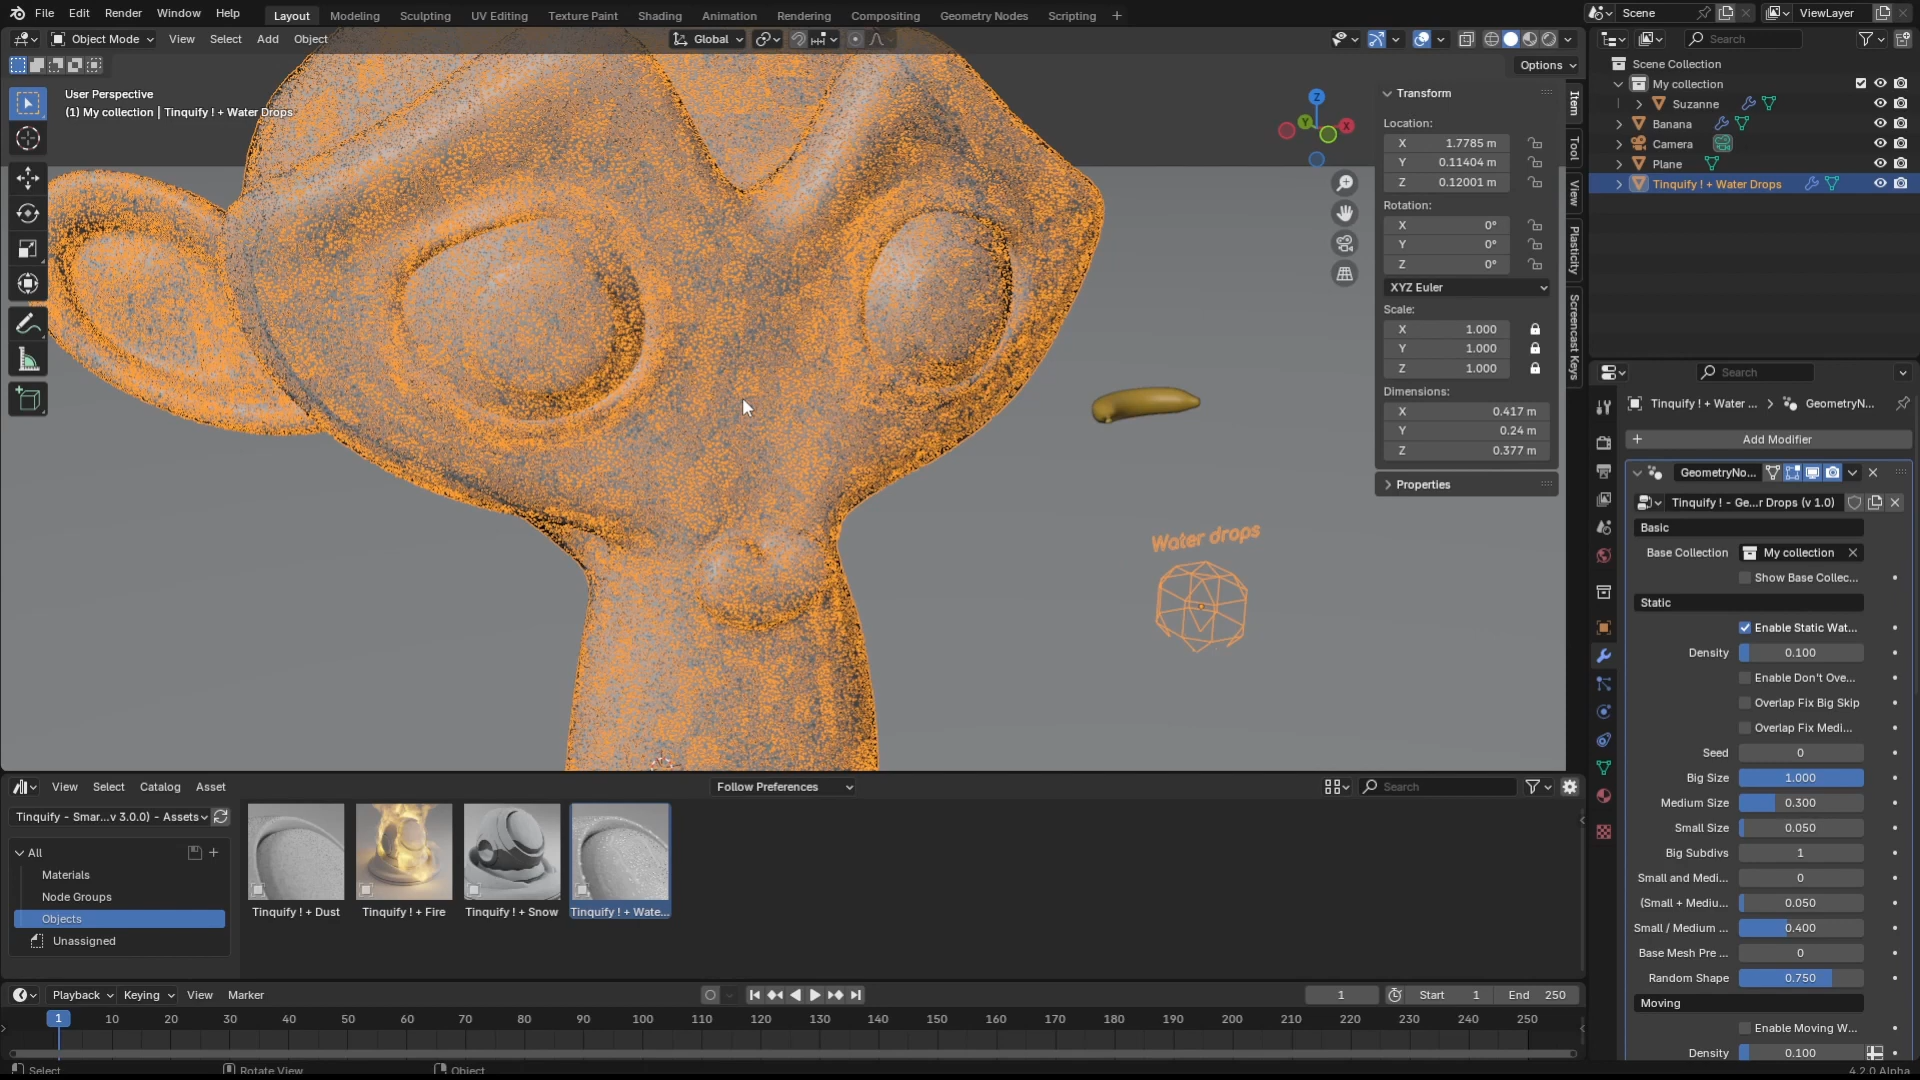 File Edit Render Window Help Layout Modeling Sculpting UV Editing Texture Paint Shading Animation Rendering Compositing Geometry Nodes Scripting + Scene ViewLayer
Object Mode View Select Add Object Global Search
Options
User Perspective
(1) My collection | Tinquify ! + Water Drops
Z
Y
X
Water drops
Transform
Location:
X 1.7785 m
Y 0.11404 m
Z 0.12001 m
Rotation:
X 0°
Y 0°
Z 0°
XYZ Euler
Scale:
X 1.000
Y 1.000
Z 1.000
Dimensions:
X 0.417 m
Y 0.24 m
Z 0.377 m
Properties
Item
Tool
View
Plasticity
Screencast Keys
Scene Collection
My collection
Suzanne
Banana
Camera
Plane
Tinquify ! + Water Drops
Search
Tinquify ! + Water ... > GeometryN...
+ Add Modifier
GeometryNo...
Tinquify ! - Ge...r Drops (v 1.0)
Basic
Base Collection My collection
Show Base Collec...
Static
Enable Static Wat...
Density 0.100
Enable Don't Ove...
Overlap Fix Big Skip
Overlap Fix Medi...
Seed 0
Big Size 1.000
Medium Size 0.300
Small Size 0.050
Big Subdivs 1
Small and Medi... 0
(Small + Mediu... 0.050
Small / Medium ... 0.400
Base Mesh Pre ... 0
Random Shape 0.750
Moving
Enable Moving W...
Density 0.100
View Select Catalog Asset Follow Preferences Search
Tinquify - Smar...v 3.0.0) - Assets
All
Materials
Node Groups
Objects
Unassigned
Tinquify ! + Dust Tinquify ! + Fire Tinquify ! + Snow Tinquify ! + Wate...
Playback Keying View Marker 1 Start 1 End 250
1 10 20 30 40 50 60 70 80 90 100 110 120 130 140 150 160 170 180 190 200 210 220 230 240 250
Select Rotate View Object 4.2.0 Alpha